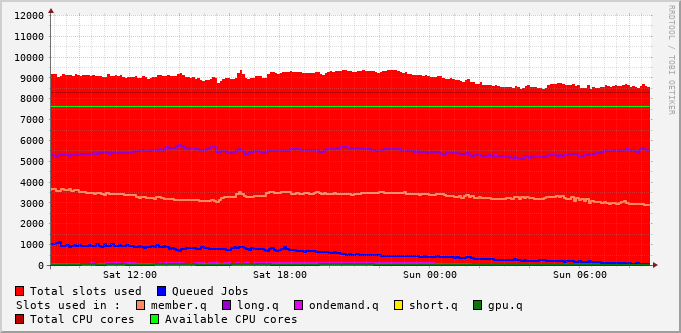 12000
11000
10000
9000
8000
7000
6000
5000
4000
3000
2000
1000
0
Sat 12:00 Sat 18:00 Sun 00:00 Sun 06:00
Total slots used Queued Jobs
Slots used in : member.q long.q ondemand.q short.q gpu.q
Total CPU cores Available CPU cores
RRDTOOL / TOBI OETIKER